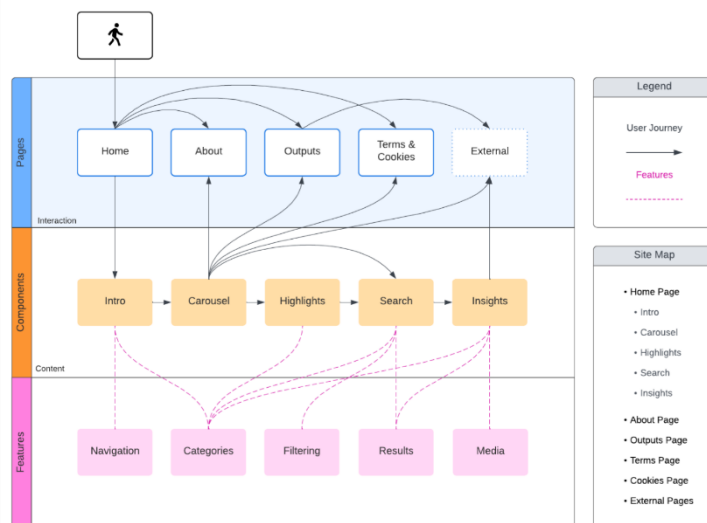 Pages
Home
About
Outputs
Terms &
Cookies
External
Interaction
Components
Intro
Carousel
Highlights
Search
Insights
Content
Features
Navigation
Categories
Filtering
Results
Media
Legend
User Journey
Features
Site Map
• Home Page
• Intro
• Carousel
• Highlights
• Search
• Insights
• About Page
• Outputs Page
• Terms Page
• Cookies Page
• External Pages